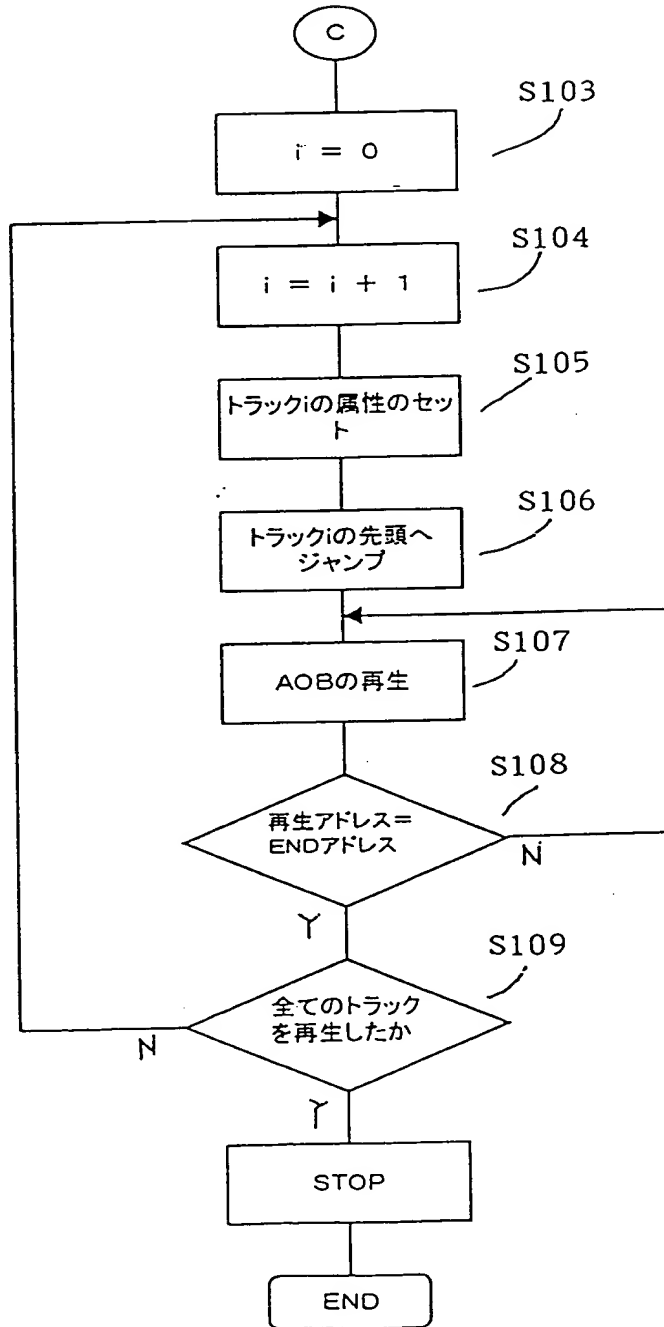 C
S103
i = 0
S104
i = i + 1
S105
トラックiの属性のセッ
ト
S106
トラックiの先頭へ
ジャンプ
S107
AOBの再生
S108
再生アドレス=
ENDアドレス
N
Y
S109
全てのトラック
を再生したか
N
Y
STOP
END